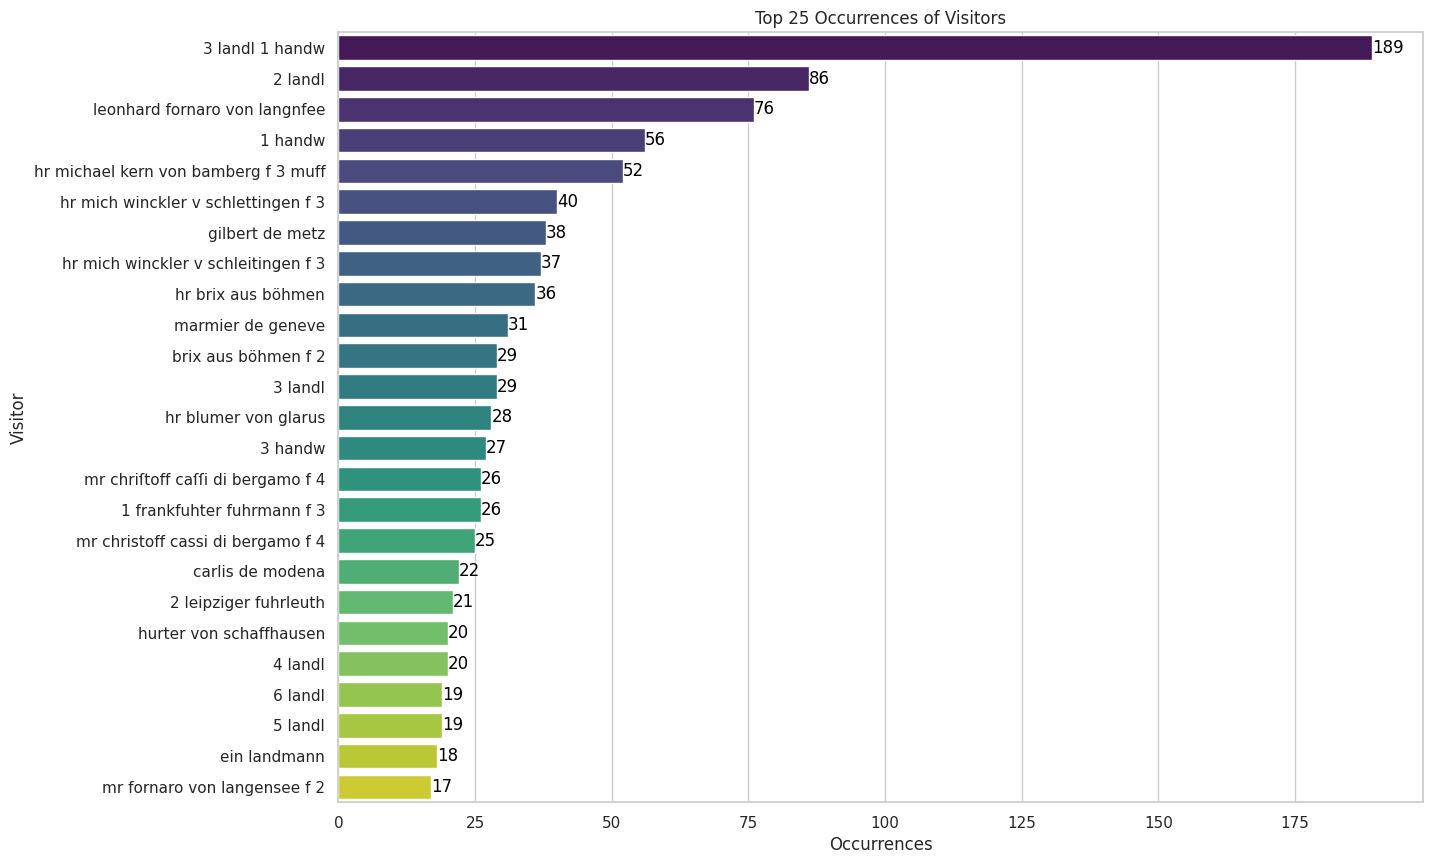 Top 25 Occurrences of Visitors
Visitor
3 landl 1 handw 189
2 landl 86
leonhard fornaro von langnfee 76
1 handw 56
hr michael kern von bamberg f 3 muff 52
hr mich winckler v schlettingen f 3 40
gilbert de metz 38
hr mich winckler v schleitingen f 3 37
hr brix aus böhmen 36
marmier de geneve 31
brix aus böhmen f 2 29
3 landl 29
hr blumer von glarus 28
3 handw 27
mr chriftoff caffi di bergamo f 4 26
1 frankfuhter fuhrmann f 3 26
mr christoff cassi di bergamo f 4 25
carlis de modena 22
2 leipziger fuhrleuth 21
hurter von schaffhausen 20
4 landl 20
6 landl 19
5 landl 19
ein landmann 18
mr fornaro von langensee f 2 17
0 25 50 75 100 125 150 175
Occurrences